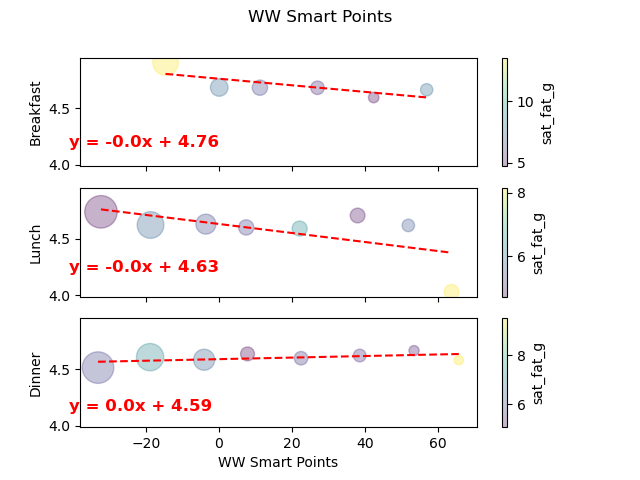 WW Smart Points
Breakfast
4.5
4.0
y = -0.0x + 4.76
10
5
sat_fat_g
Lunch
4.5
4.0
y = -0.0x + 4.63
8
6
sat_fat_g
Dinner
4.5
4.0
y = 0.0x + 4.59
8
6
sat_fat_g
−20 0 20 40 60
WW Smart Points